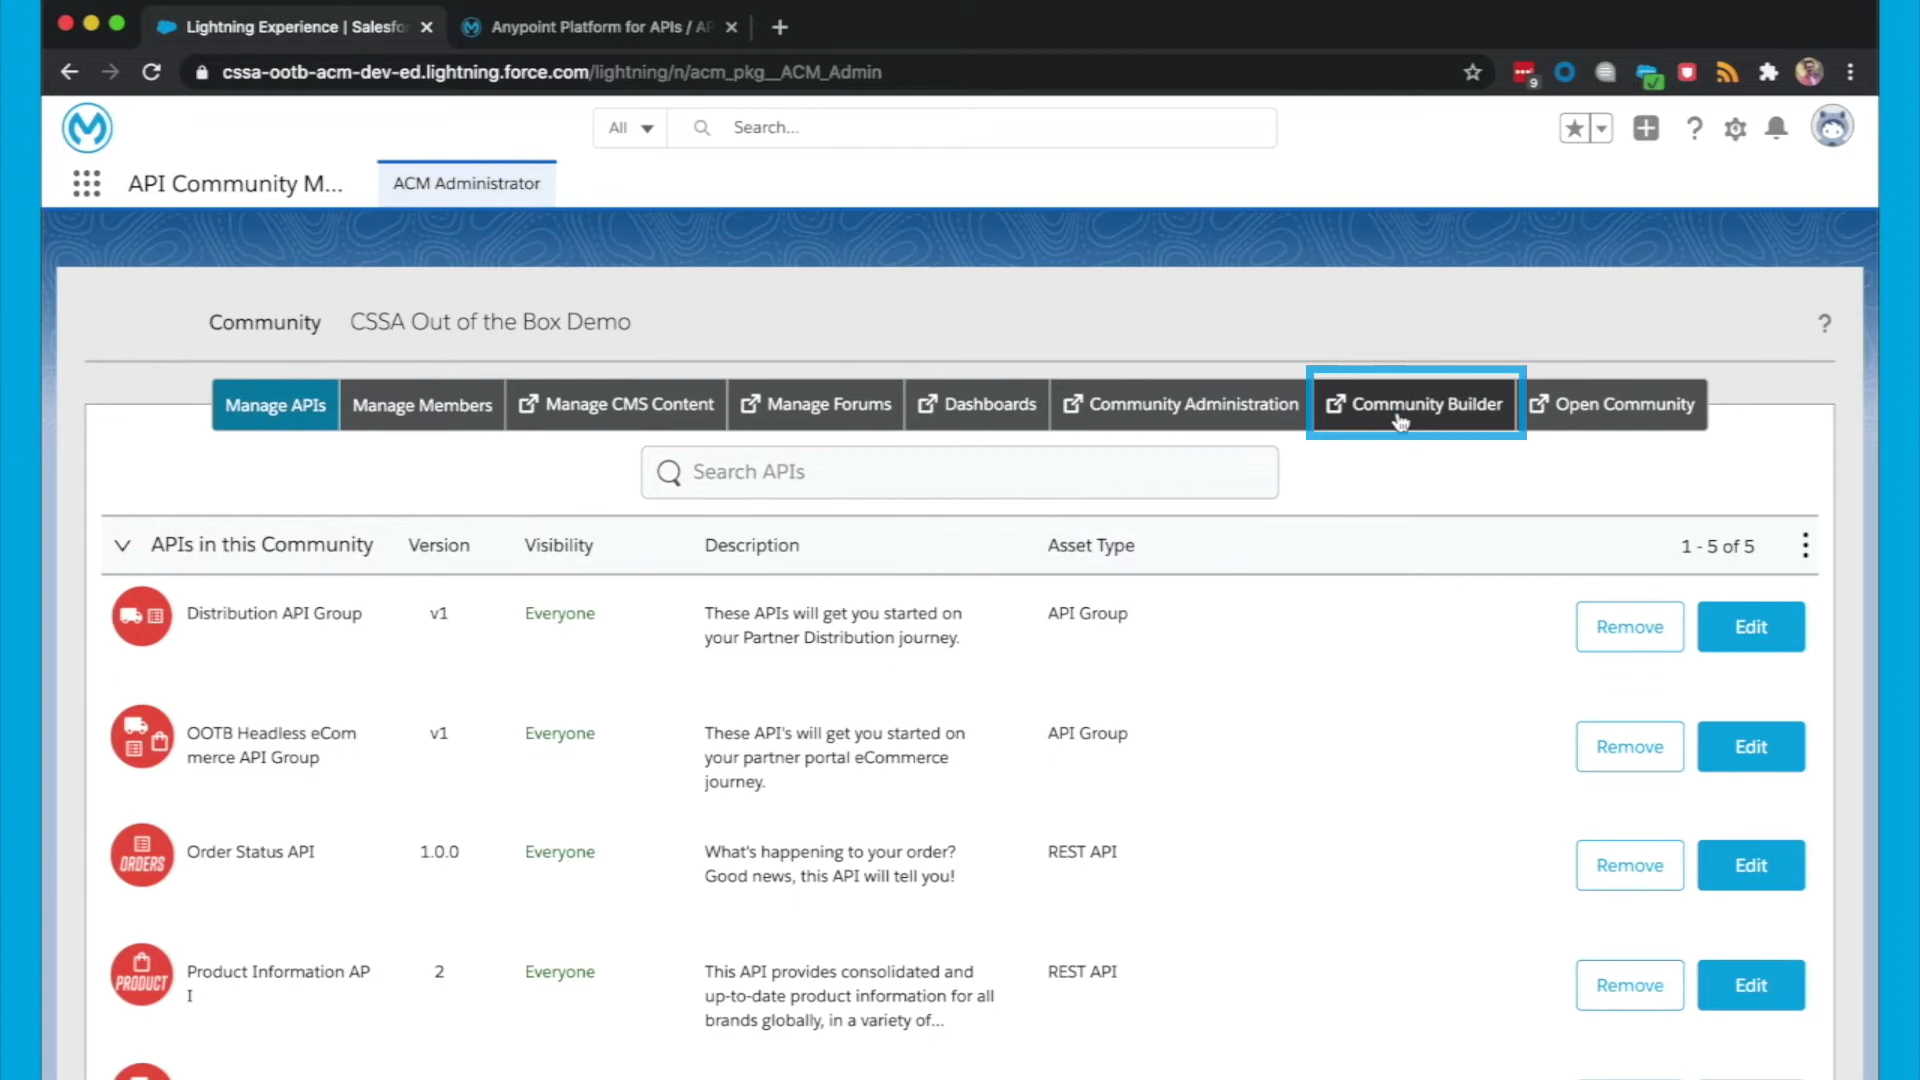 Lightning Experience | Salesfo
Anypoint Platform for APIs / AP
cssa-ootb-acm-dev-ed.lightning.force.com/lightning/n/acm_pkg__ACM_Admin
9
All
Search...
API Community M...
ACM Administrator
Community
CSSA Out of the Box Demo
?
Manage APIs
Manage Members
Manage CMS Content
Manage Forums
Dashboards
Community Administration
Community Builder
Open Community
Search APIs
APIs in this Community
Version
Visibility
Description
Asset Type
1 - 5 of 5
Distribution API Group
v1
Everyone
These APIs will get you started on
your Partner Distribution journey.
API Group
Remove
Edit
OOTB Headless eCom
merce API Group
v1
Everyone
These API's will get you started on
your partner portal eCommerce
journey.
API Group
Remove
Edit
ORDERS
Order Status API
1.0.0
Everyone
What's happening to your order?
Good news, this API will tell you!
REST API
Remove
Edit
PRODUCT
Product Information AP
I
2
Everyone
This API provides consolidated and
up-to-date product information for all
brands globally, in a variety of...
REST API
Remove
Edit